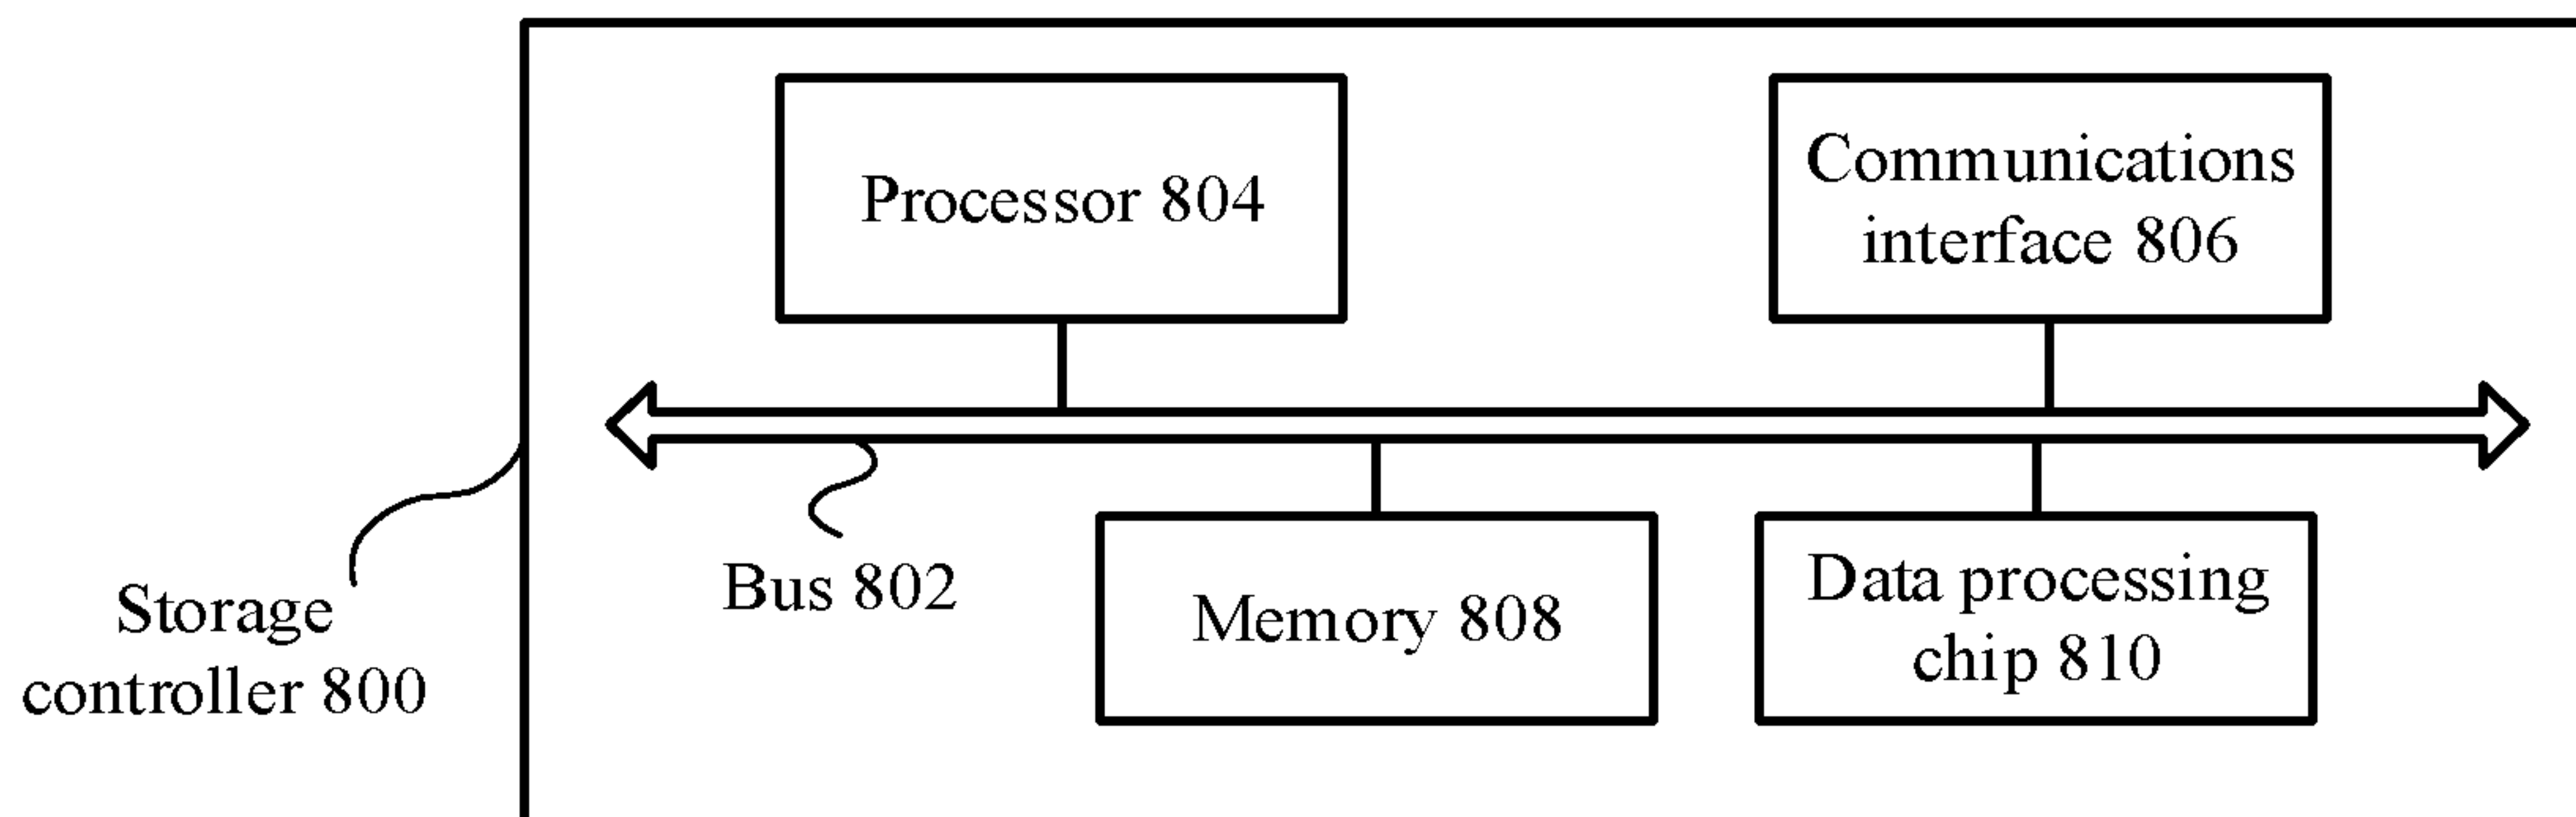 Processor 804
Communications
interface 806
Bus 802
Storage
controller 800
Memory 808
Data processing
chip 810